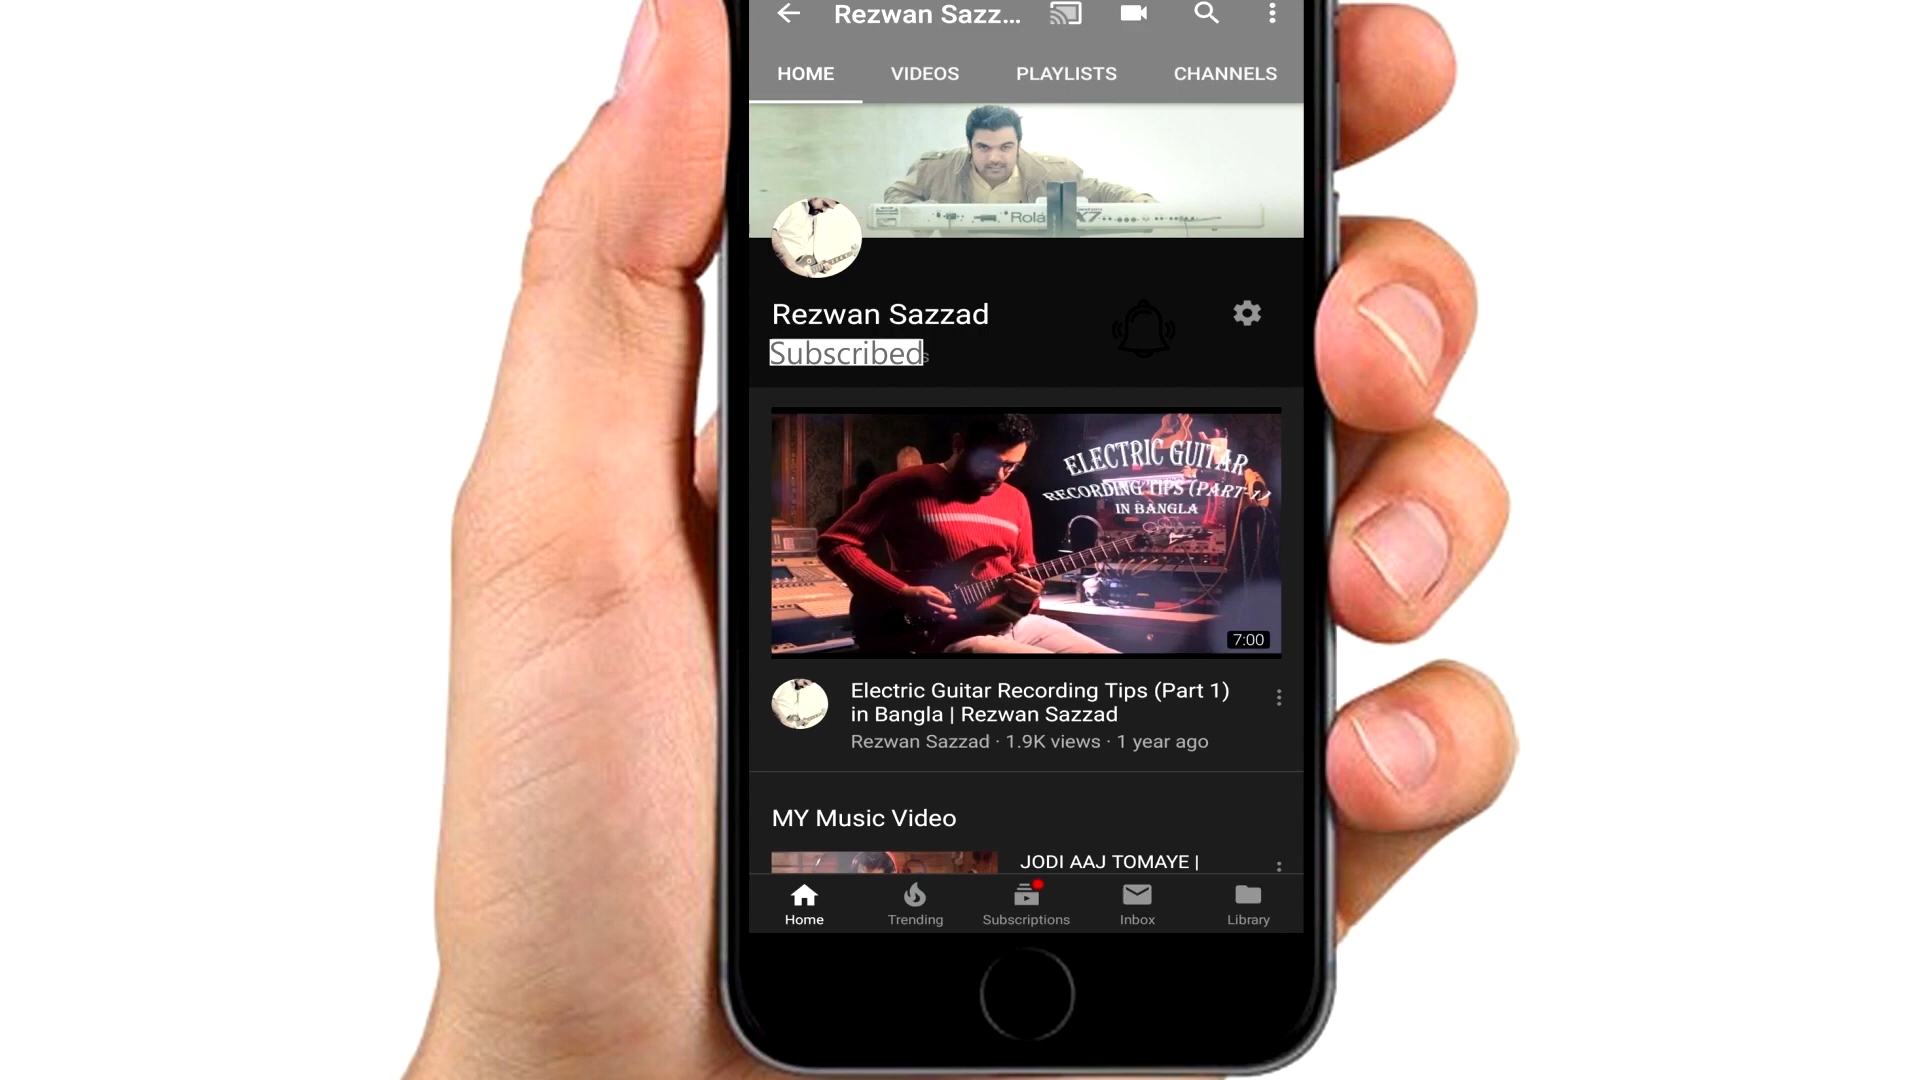 Rezwan Sazz...
HOME VIDEOS PLAYLISTS CHANNELS
Rola X7
Rezwan Sazzad
Subscribed
ELECTRIC GUITAR
RECORDING TIPS (PART-1)
IN BANGLA
7:00
Electric Guitar Recording Tips (Part 1)
in Bangla | Rezwan Sazzad
Rezwan Sazzad · 1.9K views · 1 year ago
MY Music Video
JODI AAJ TOMAYE |
Home Trending Subscriptions Inbox Library